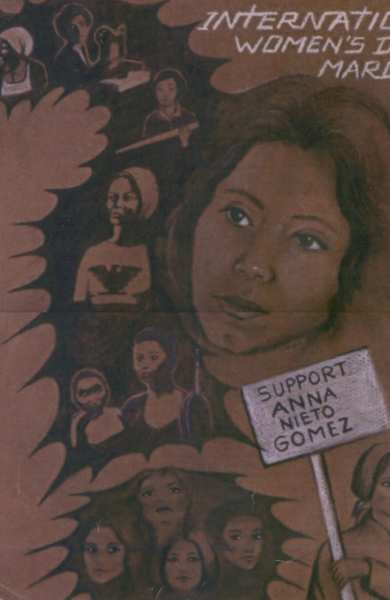 INTERNATIO
WOMEN'S D
MARC
SUPPORT
ANNA
NIETO
GOMEZ